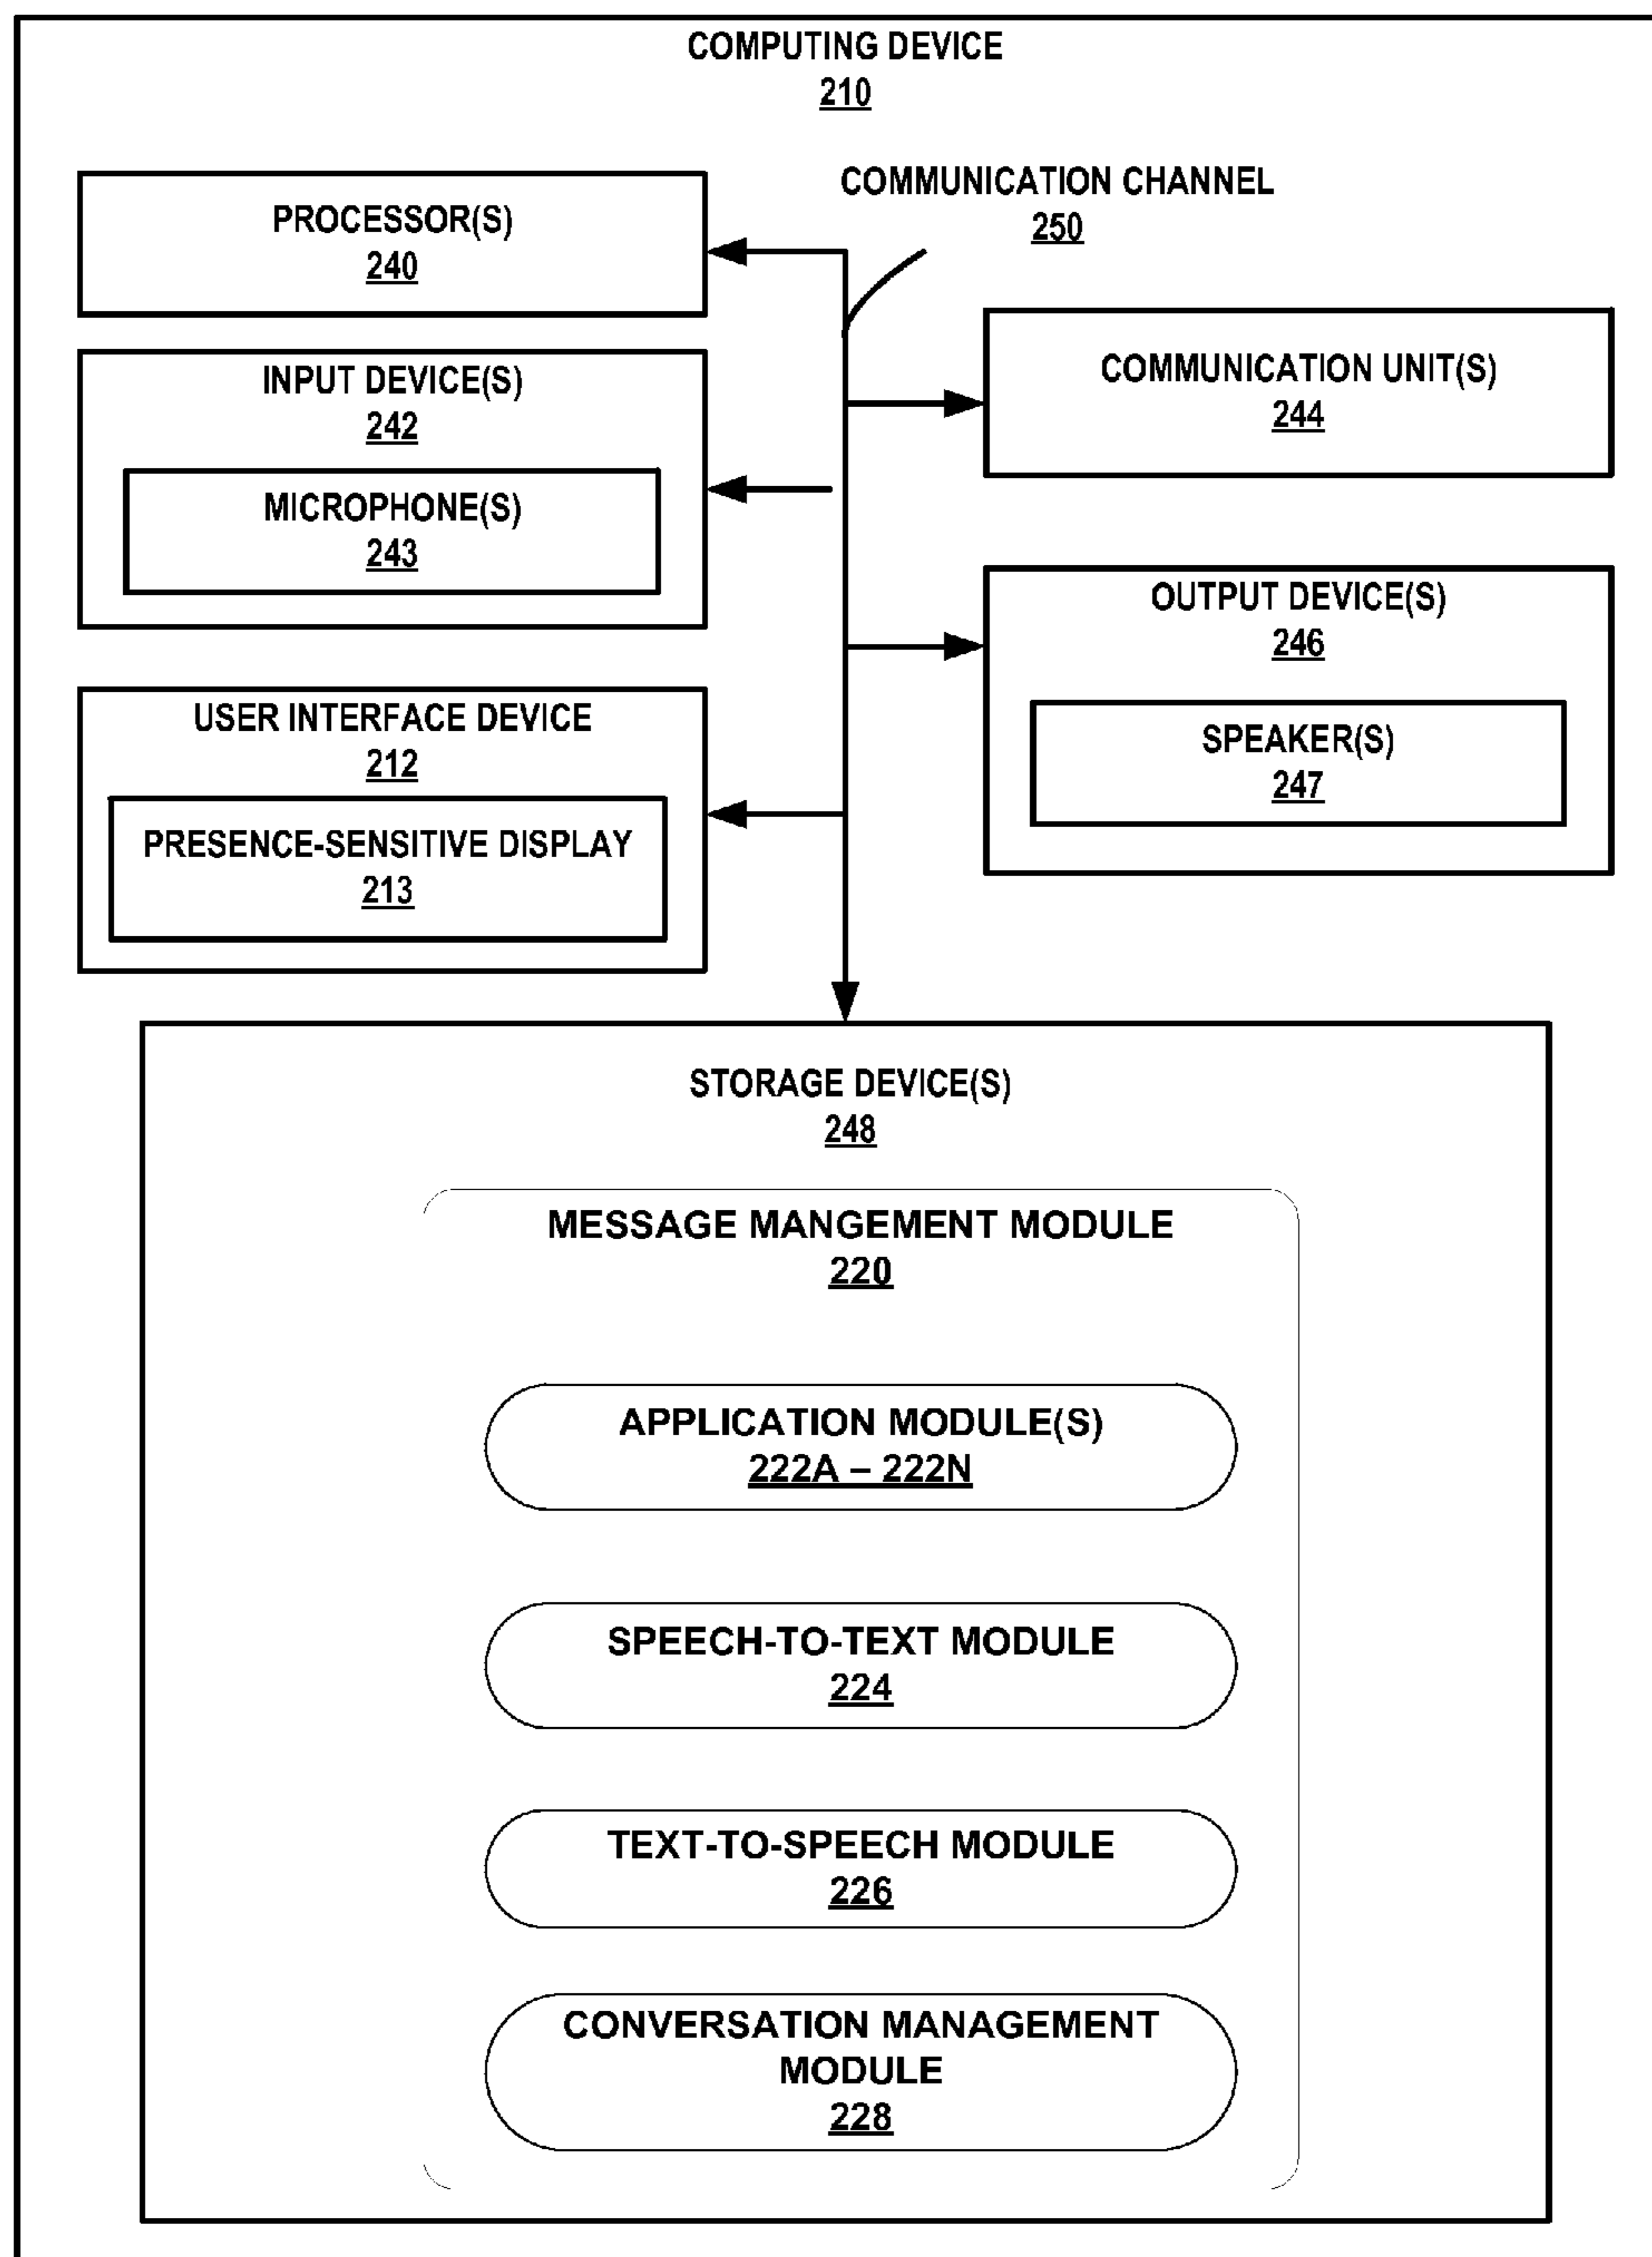 COMPUTING DEVICE
210
COMMUNICATION CHANNEL
250
PROCESSOR(S)
240
INPUT DEVICE(S)
242
MICROPHONE(S)
243
USER INTERFACE DEVICE
212
PRESENCE-SENSITIVE DISPLAY
213
COMMUNICATION UNIT(S)
244
OUTPUT DEVICE(S)
246
SPEAKER(S)
247
STORAGE DEVICE(S)
248
MESSAGE MANGEMENT MODULE
220
APPLICATION MODULE(S)
222A – 222N
SPEECH-TO-TEXT MODULE
224
TEXT-TO-SPEECH MODULE
226
CONVERSATION MANAGEMENT
MODULE
228